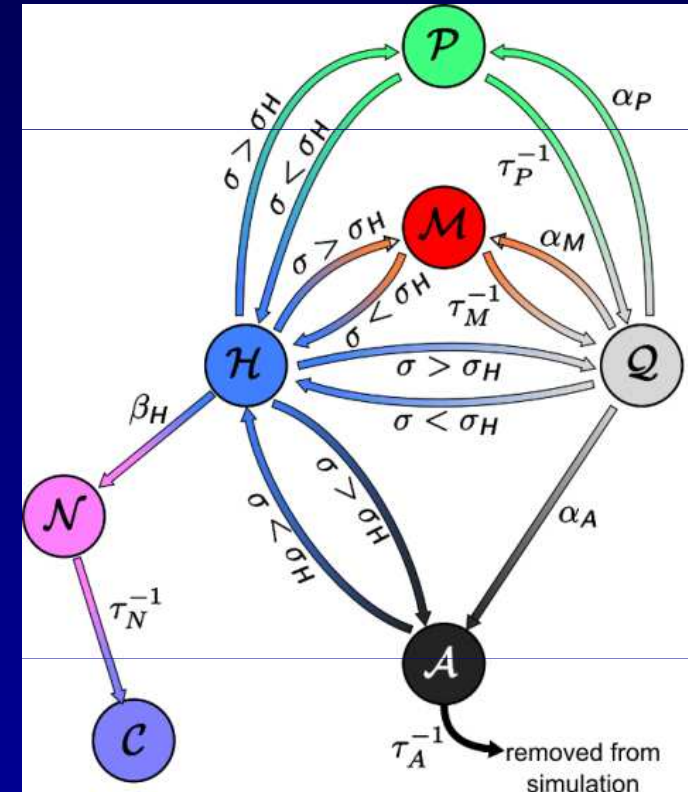 𝒫
σ > σH
σ < σH
τP⁻¹
αP
ℳ
σ > σH
σ < σH
τM⁻¹
αM
ℋ
σ > σH
σ < σH
𝒬
βH
𝒩
σ < σH
σ > σH
αA
τN⁻¹
𝒜
𝒞
τA⁻¹
removed from
simulation